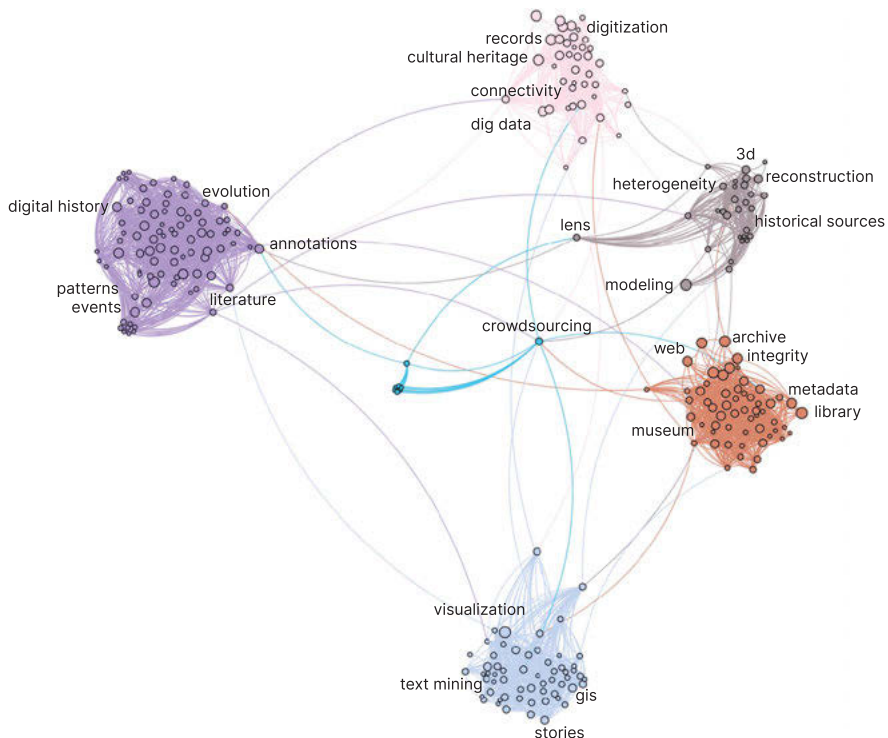 digitization
records
cultural heritage
connectivity
dig data
3d
reconstruction
heterogeneity
historical sources
lens
modeling
evolution
digital history
annotations
patterns
events
literature
crowdsourcing
archive
web
integrity
metadata
library
museum
visualization
text mining
gis
stories